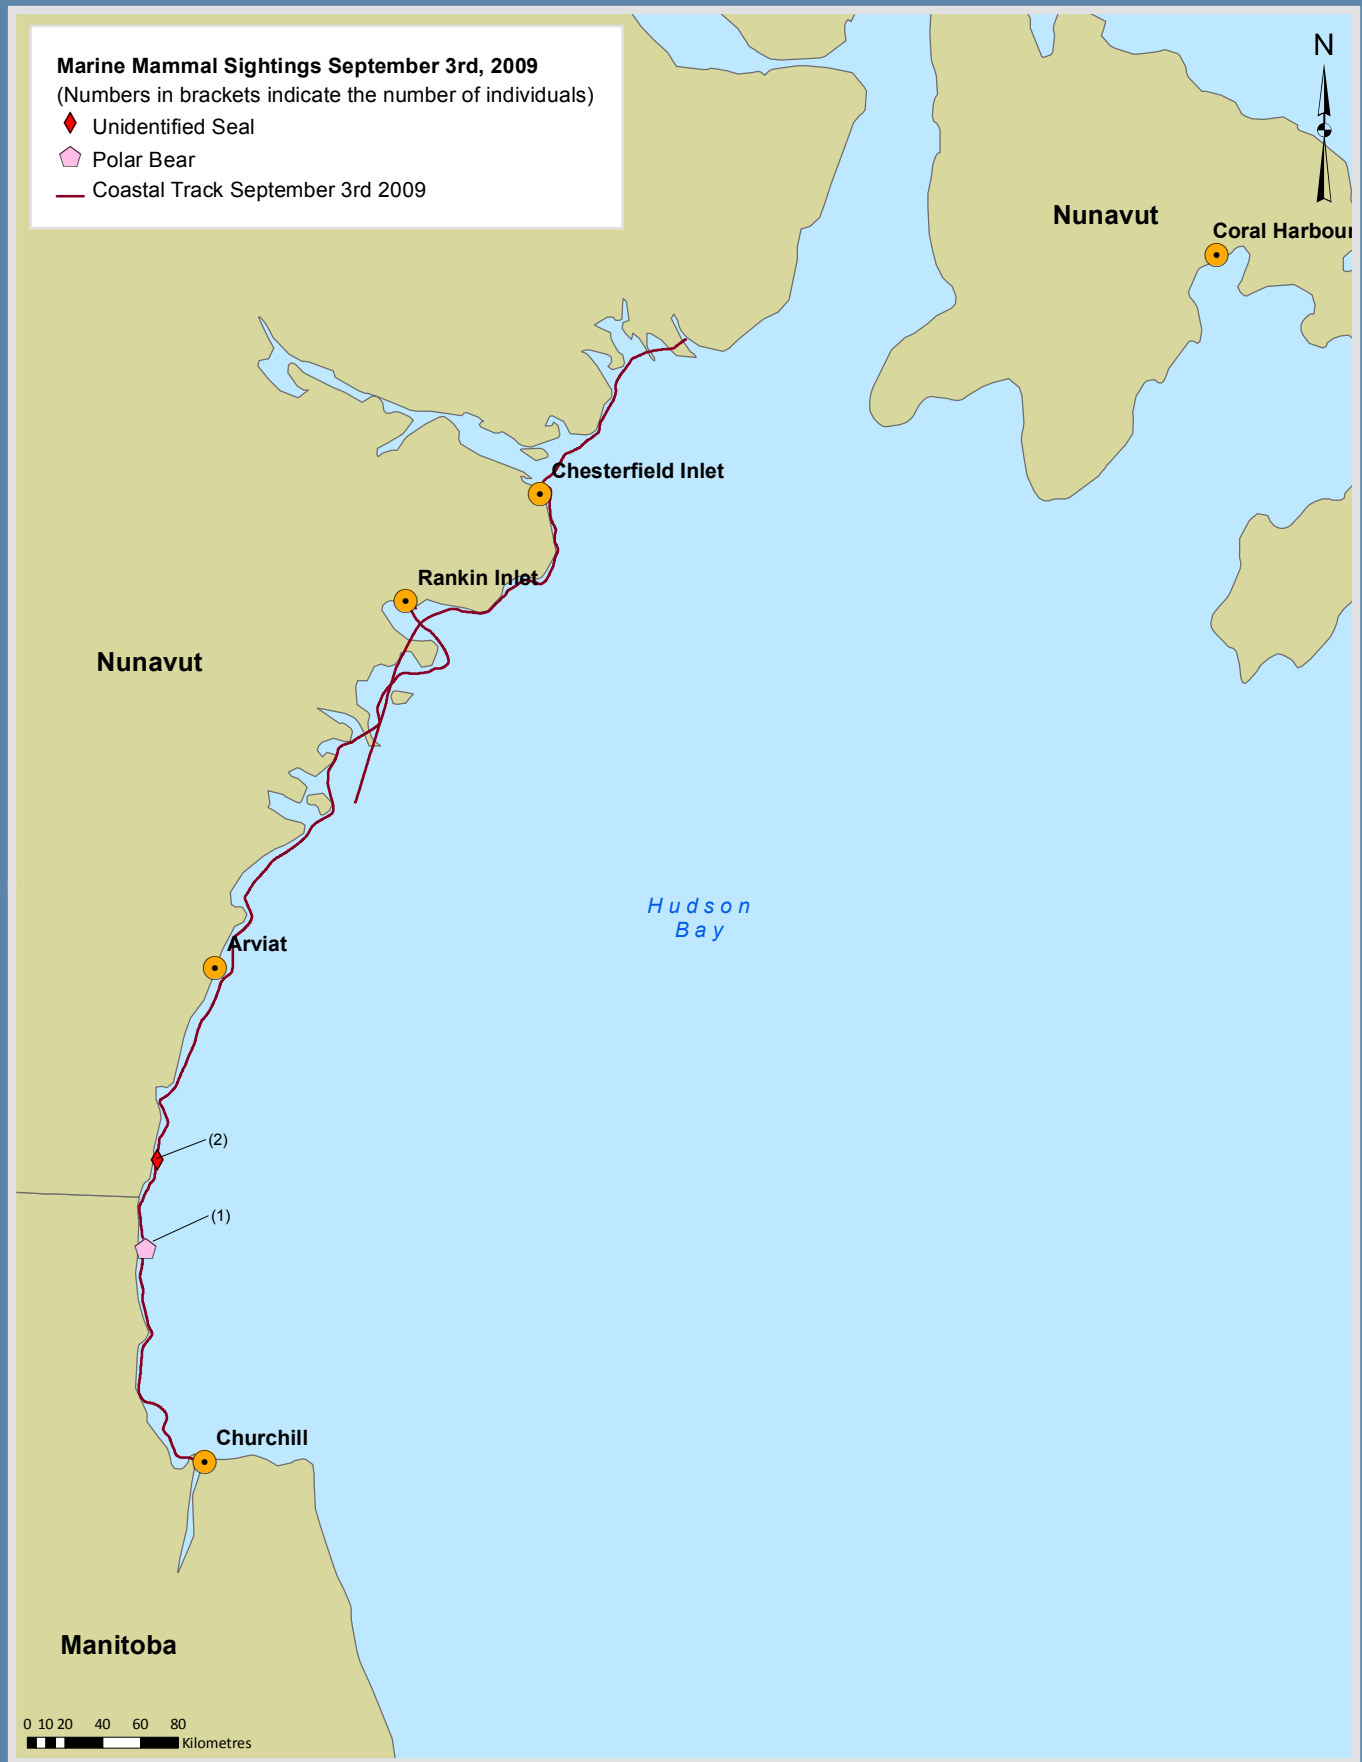 Marine Mammal Sightings September 3rd, 2009
(Numbers in brackets indicate the number of individuals)
Unidentified Seal
Polar Bear
Coastal Track September 3rd 2009
N
Nunavut
Coral Harbour
Chesterfield Inlet
Rankin Inlet
Nunavut
Hudson
Bay
Arviat
(2)
(1)
Churchill
Manitoba
0 10 20 40 60 80
Kilometres